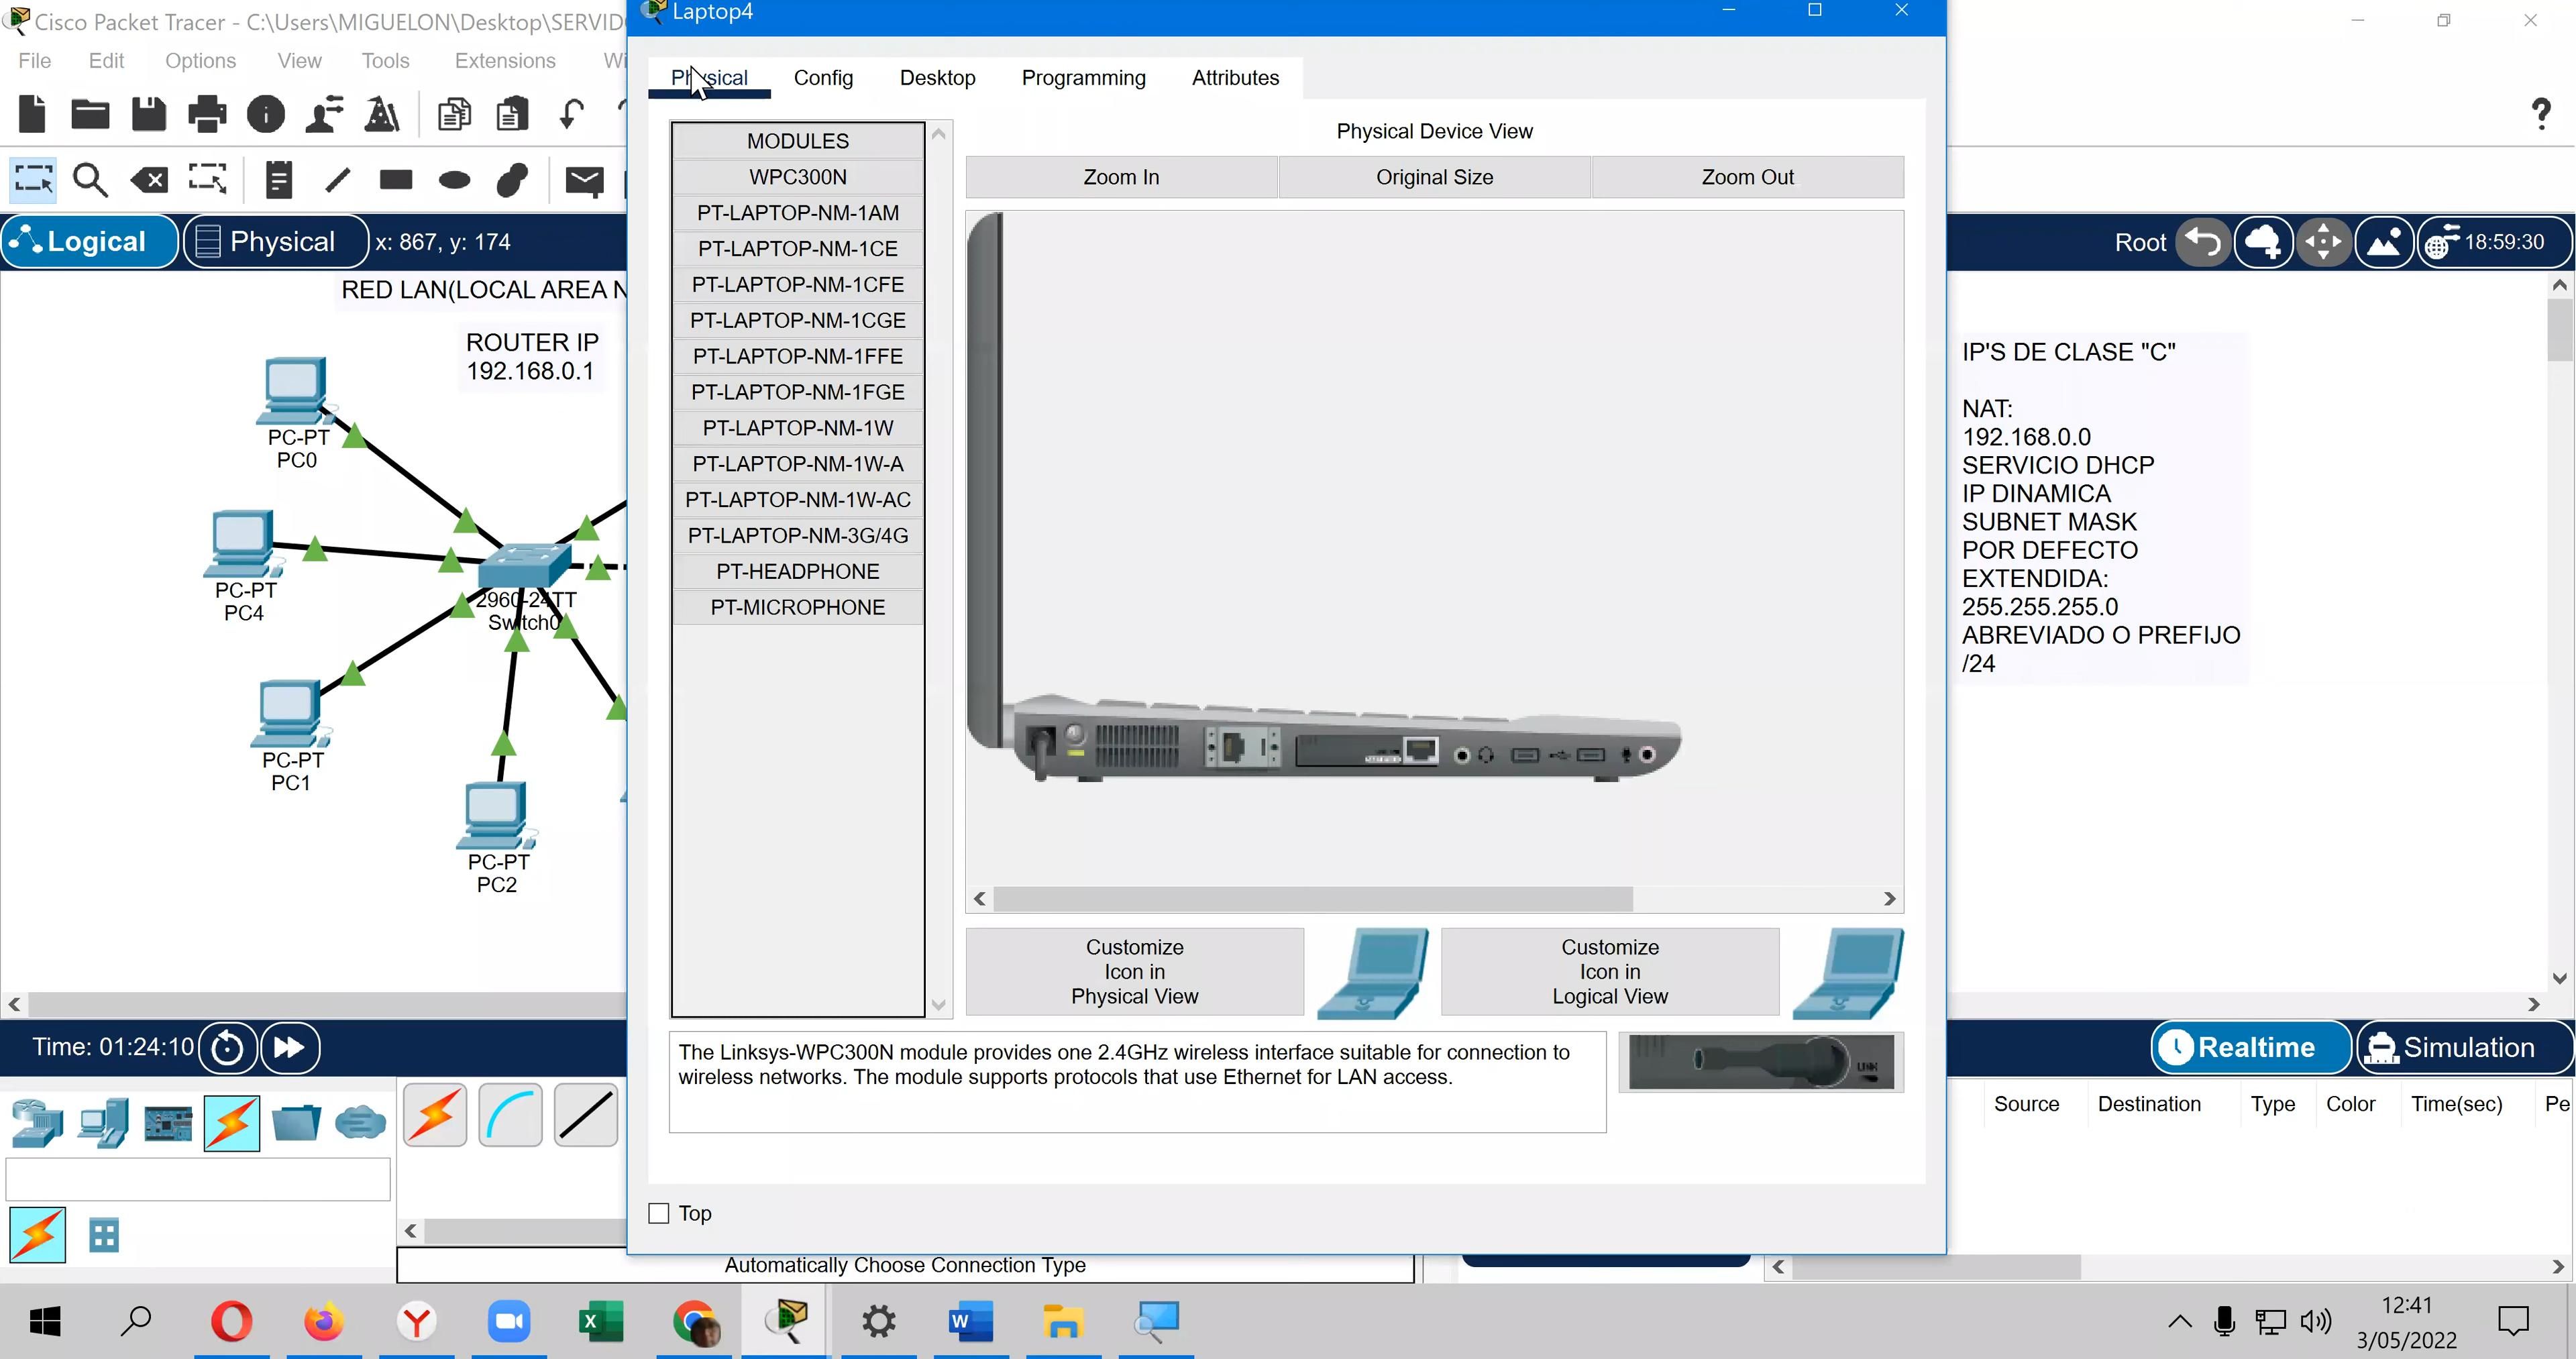 Cisco Packet Tracer - C:\Users\MIGUELON\Desktop\SERVID
File Edit Options View Tools Extensions Wi
Logical Physical x: 867, y: 174
RED LAN(LOCAL AREA N
ROUTER IP
192.168.0.1
PC-PT
PC0
PC-PT
PC4
2960-24TT
Switch0
PC-PT
PC1
PC-PT
PC2
Laptop4
Physical Config Desktop Programming Attributes
MODULES
WPC300N
PT-LAPTOP-NM-1AM
PT-LAPTOP-NM-1CE
PT-LAPTOP-NM-1CFE
PT-LAPTOP-NM-1CGE
PT-LAPTOP-NM-1FFE
PT-LAPTOP-NM-1FGE
PT-LAPTOP-NM-1W
PT-LAPTOP-NM-1W-A
PT-LAPTOP-NM-1W-AC
PT-LAPTOP-NM-3G/4G
PT-HEADPHONE
PT-MICROPHONE
Physical Device View
Zoom In Original Size Zoom Out
Customize
Icon in
Physical View
Customize
Icon in
Logical View
The Linksys-WPC300N module provides one 2.4GHz wireless interface suitable for connection to
wireless networks. The module supports protocols that use Ethernet for LAN access.
LINK
Top
Root 18:59:30
IP'S DE CLASE "C"
NAT:
192.168.0.0
SERVICIO DHCP
IP DINAMICA
SUBNET MASK
POR DEFECTO
EXTENDIDA:
255.255.255.0
ABREVIADO O PREFIJO
/24
Time: 01:24:10
Realtime Simulation
Source Destination Type Color Time(sec) Pe
Automatically Choose Connection Type
12:41
3/05/2022